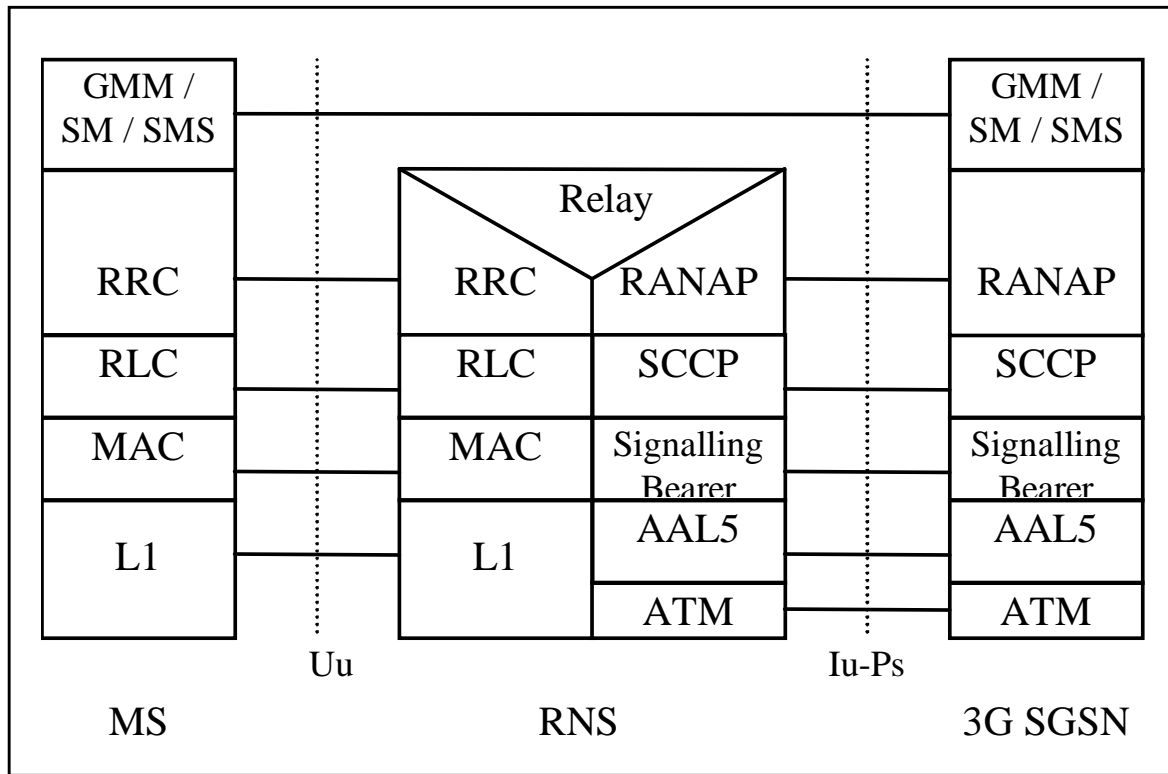 GMM /
SM / SMS
RRC
RLC
MAC
L1
Uu
MS
Relay
RRC
RANAP
RLC
SCCP
MAC
Signalling
Bearer
L1
AAL5
ATM
RNS
Iu-Ps
GMM /
SM / SMS
RANAP
SCCP
Signalling
Bearer
AAL5
ATM
3G SGSN